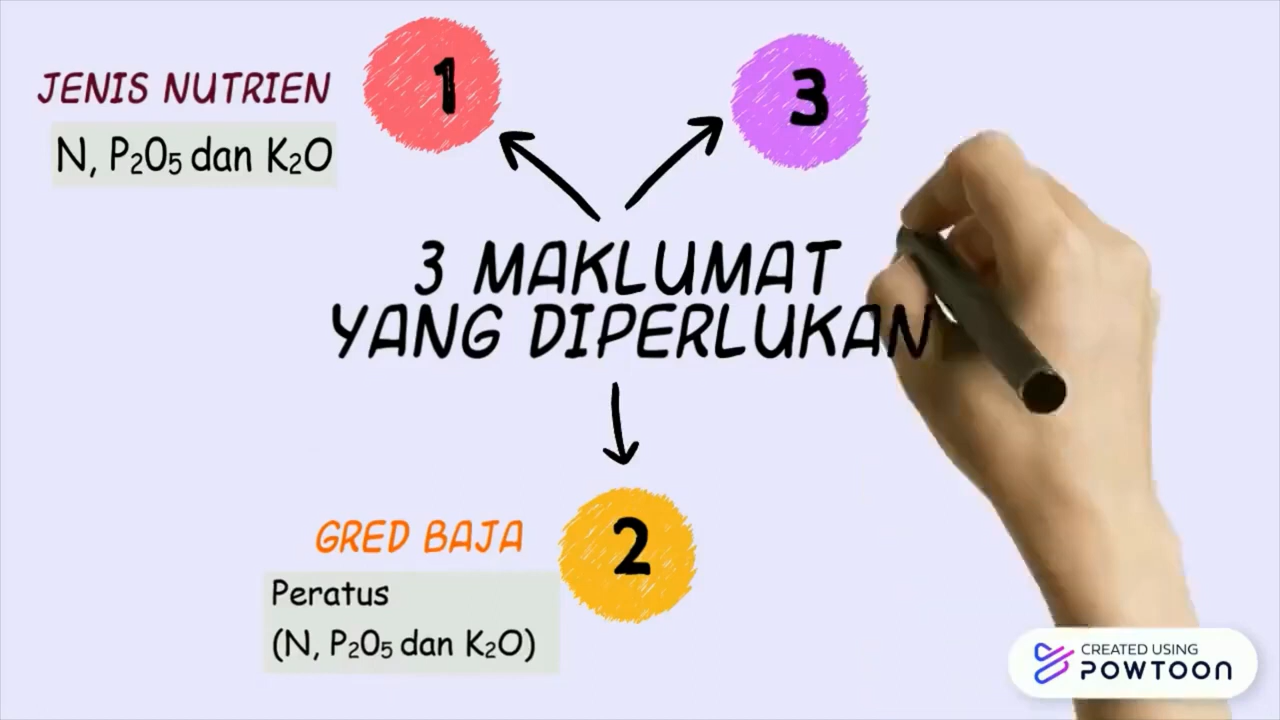 1
3
JENIS NUTRIEN
N, P₂O₅ dan K₂O
3 MAKLUMAT
YANG DIPERLUKAN
GRED BAJA
2
Peratus
(N, P₂O₅ dan K₂O)
CREATED USING
POWTOON